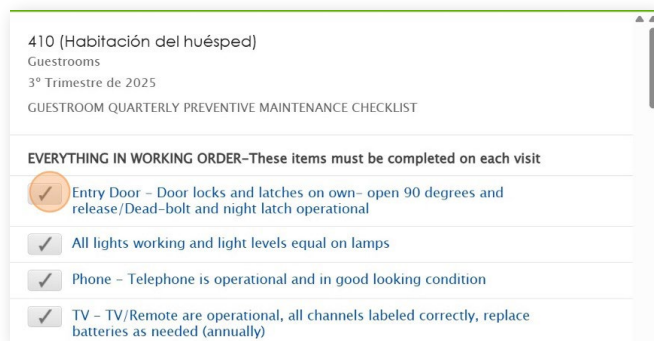 410 (Habitación del huésped)
Guestrooms
3º Trimestre de 2025
GUESTROOM QUARTERLY PREVENTIVE MAINTENANCE CHECKLIST
EVERYTHING IN WORKING ORDER–These items must be completed on each visit
Entry Door – Door locks and latches on own– open 90 degrees and
release/Dead–bolt and night latch operational
All lights working and light levels equal on lamps
Phone – Telephone is operational and in good looking condition
TV – TV/Remote are operational, all channels labeled correctly, replace
batteries as needed (annually)